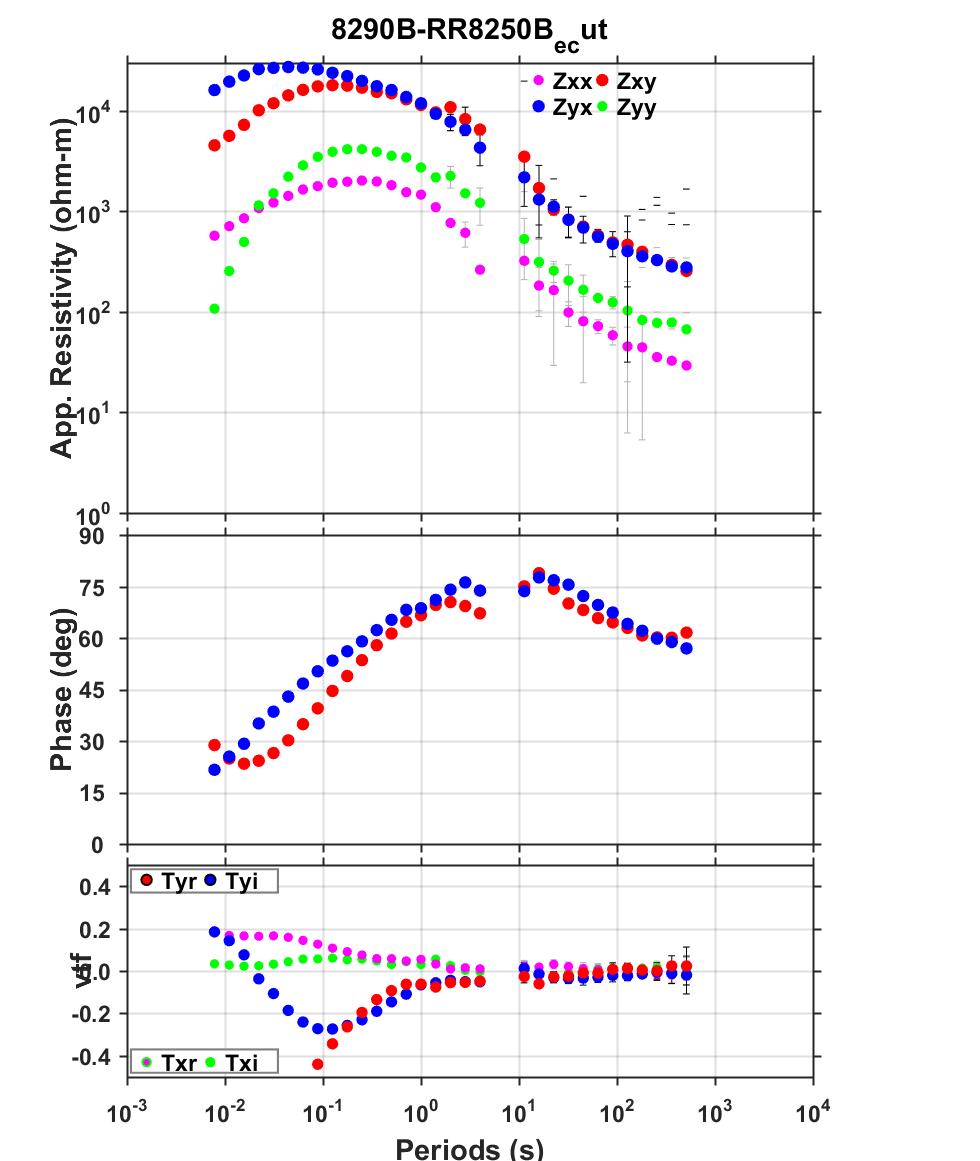 8290B-RR8250B_ecut
Zxx Zxy
Zyx Zyy
App. Resistivity (ohm-m)
10^4
10^3
10^2
10^1
10^0
Phase (deg)
90
75
60
45
30
15
0
Tyr Tyi
vtf
0.4
0.2
0.0
-0.2
-0.4
Txr Txi
10^-3 10^-2 10^-1 10^0 10^1 10^2 10^3 10^4
Periods (s)